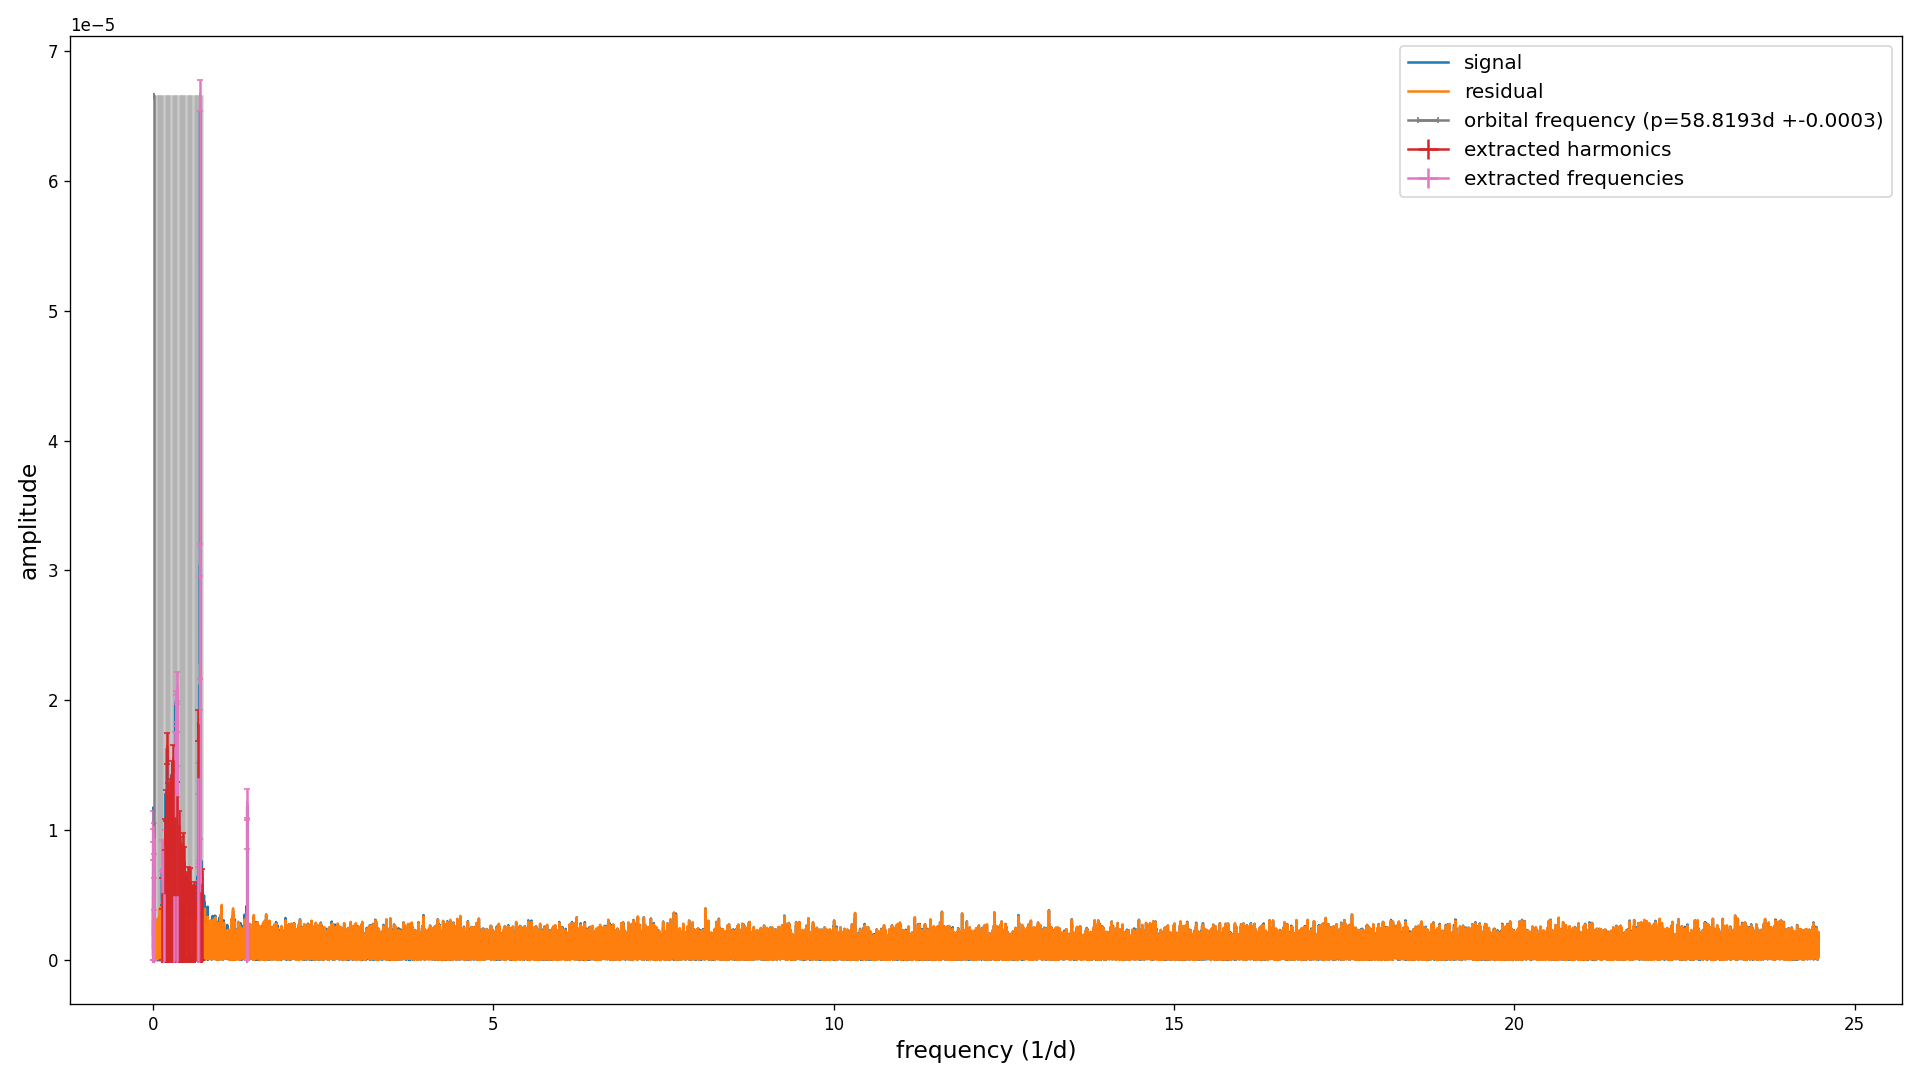 1e−5
7
6
5
4
3
2
1
0
amplitude
0
5
10
15
20
25
frequency (1/d)
signal
residual
orbital frequency (p=58.8193d +-0.0003)
extracted harmonics
extracted frequencies